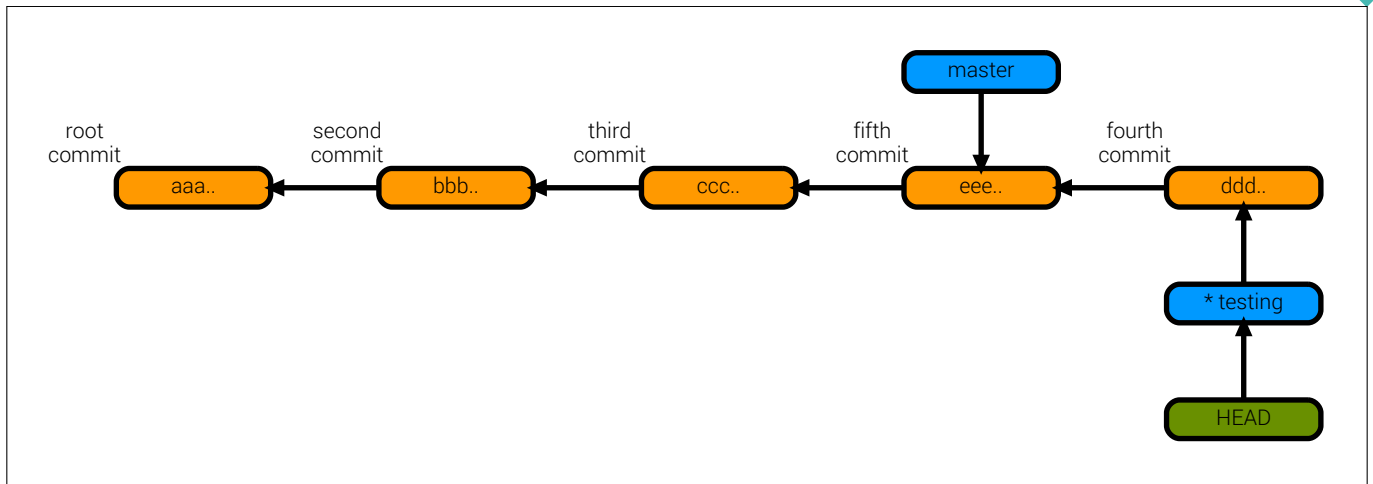 master
root
commit
second
commit
third
commit
fifth
commit
fourth
commit
aaa..
bbb..
ccc..
eee..
ddd..
* testing
HEAD